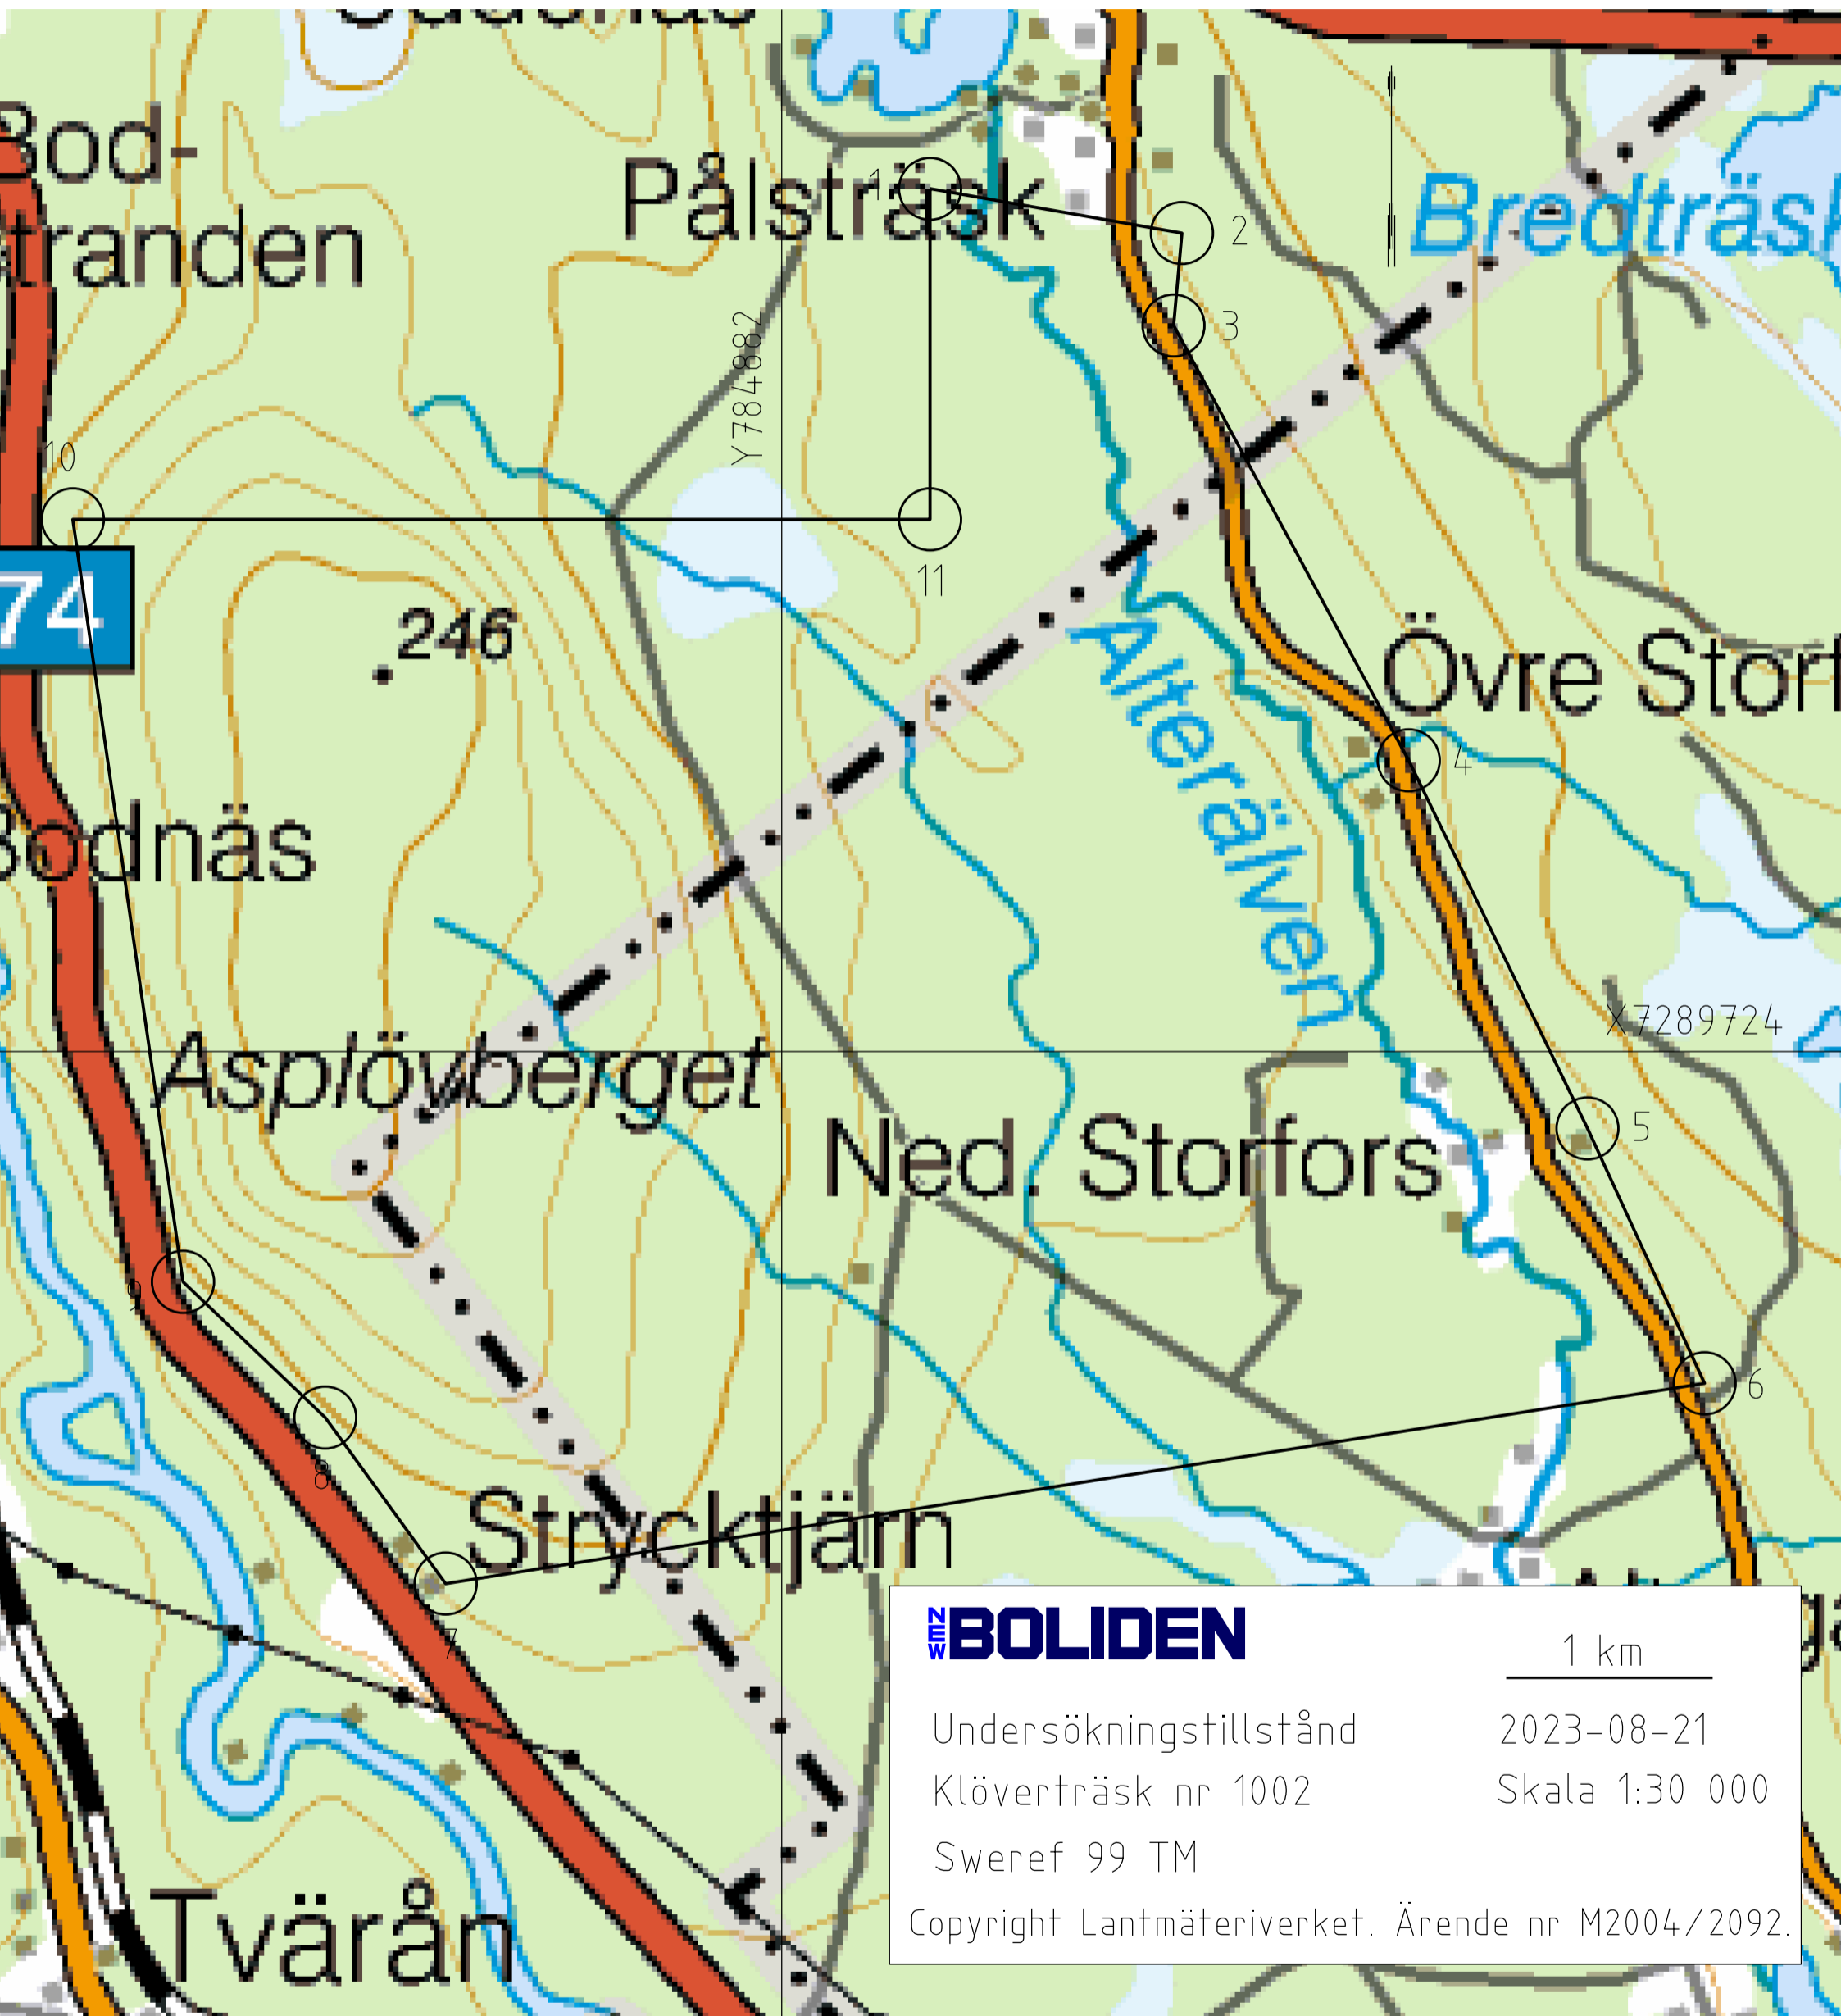 Bod-
Pålsträsk
1
2
Bredträsk
tranden
3
Y784882
10
11
74
246
Övre Storf
4
Alterälven
Bodnäs
X7289724
Asplövberget
Ned. Storfors
5
9
6
8
Strycktjärn
7
NEW BOLIDEN
1 km
Undersökningstillstånd
2023-08-21
Klöverträsk nr 1002
Skala 1:30 000
Sweref 99 TM
Copyright Lantmäteriverket. Ärende nr M2004/2092.
Tvärån